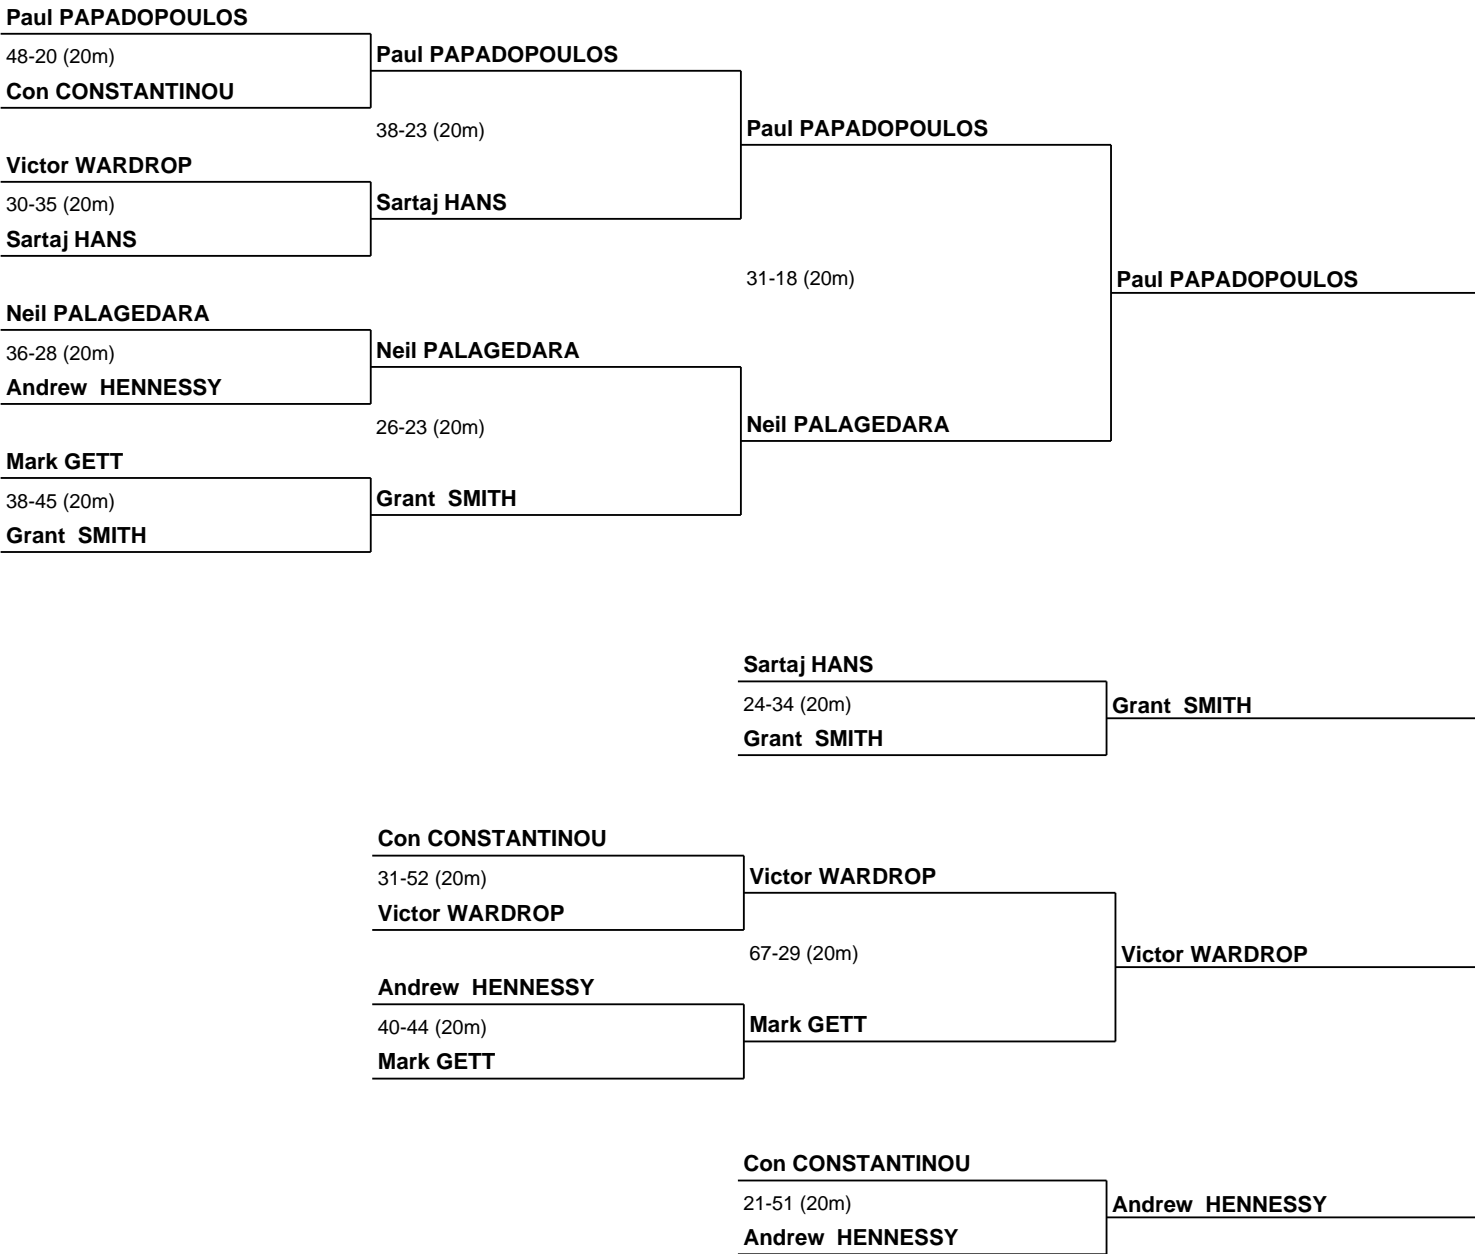 Paul PAPADOPOULOS
48-20 (20m)
Con CONSTANTINOU
Victor WARDROP
30-35 (20m)
Sartaj HANS
Neil PALAGEDARA
36-28 (20m)
Andrew HENNESSY
Mark GETT
38-45 (20m)
Grant SMITH
Paul PAPADOPOULOS
38-23 (20m)
Sartaj HANS
Neil PALAGEDARA
26-23 (20m)
Grant SMITH
Paul PAPADOPOULOS
31-18 (20m)
Neil PALAGEDARA
Paul PAPADOPOULOS
Sartaj HANS
24-34 (20m)
Grant SMITH
Grant SMITH
Con CONSTANTINOU
31-52 (20m)
Victor WARDROP
Andrew HENNESSY
40-44 (20m)
Mark GETT
Victor WARDROP
67-29 (20m)
Mark GETT
Victor WARDROP
Con CONSTANTINOU
21-51 (20m)
Andrew HENNESSY
Andrew HENNESSY